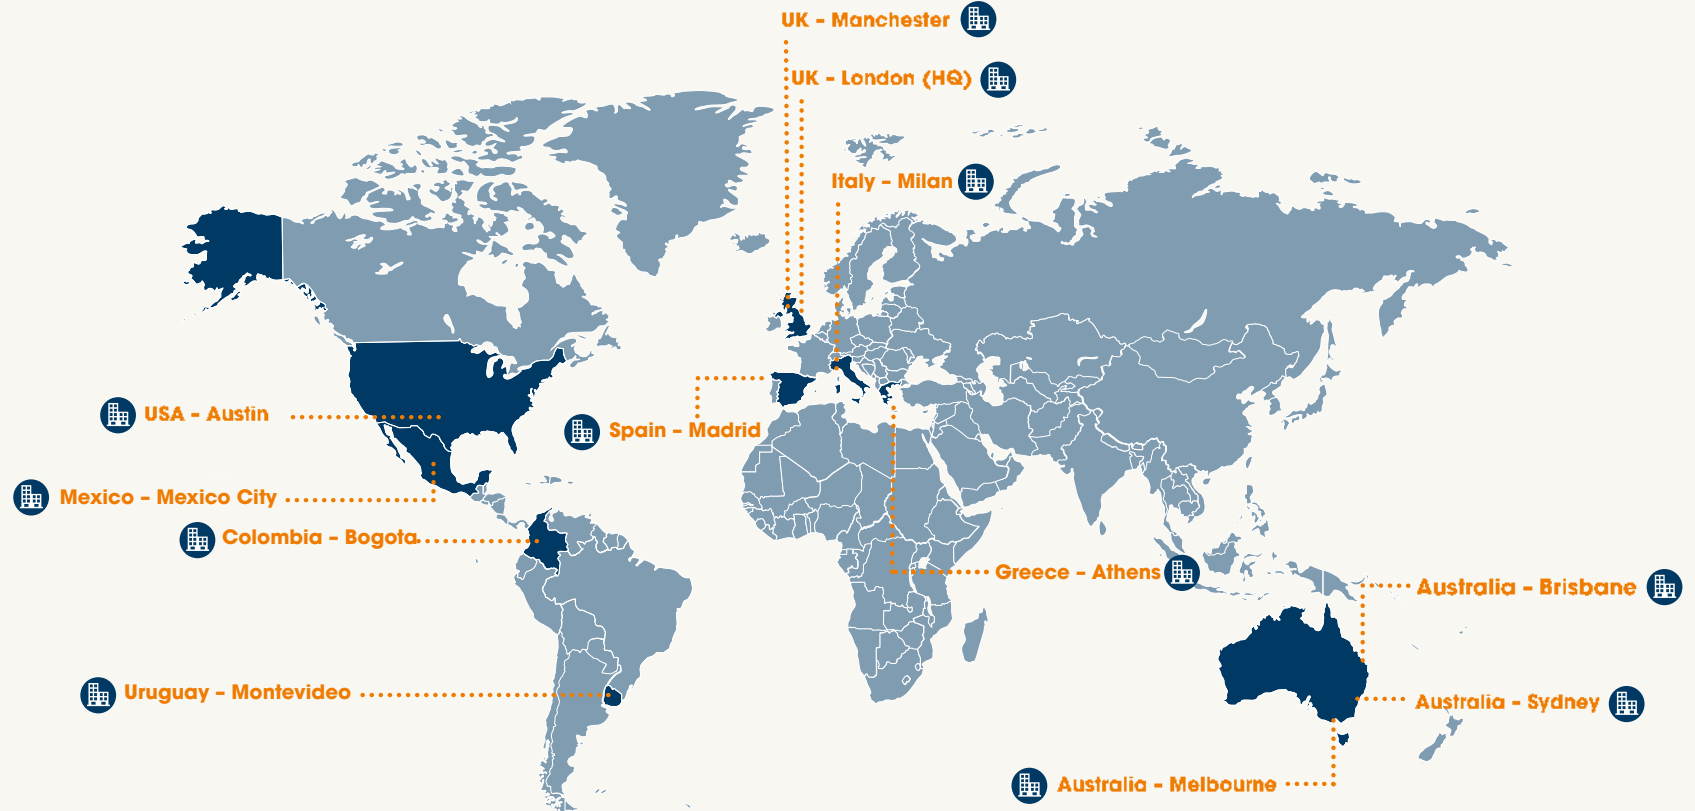 UK - Manchester
UK - London (HQ)
Italy - Milan
USA - Austin
Spain - Madrid
Mexico - Mexico City
Colombia - Bogota
Greece - Athens
Australia - Brisbane
Uruguay - Montevideo
Australia - Sydney
Australia - Melbourne